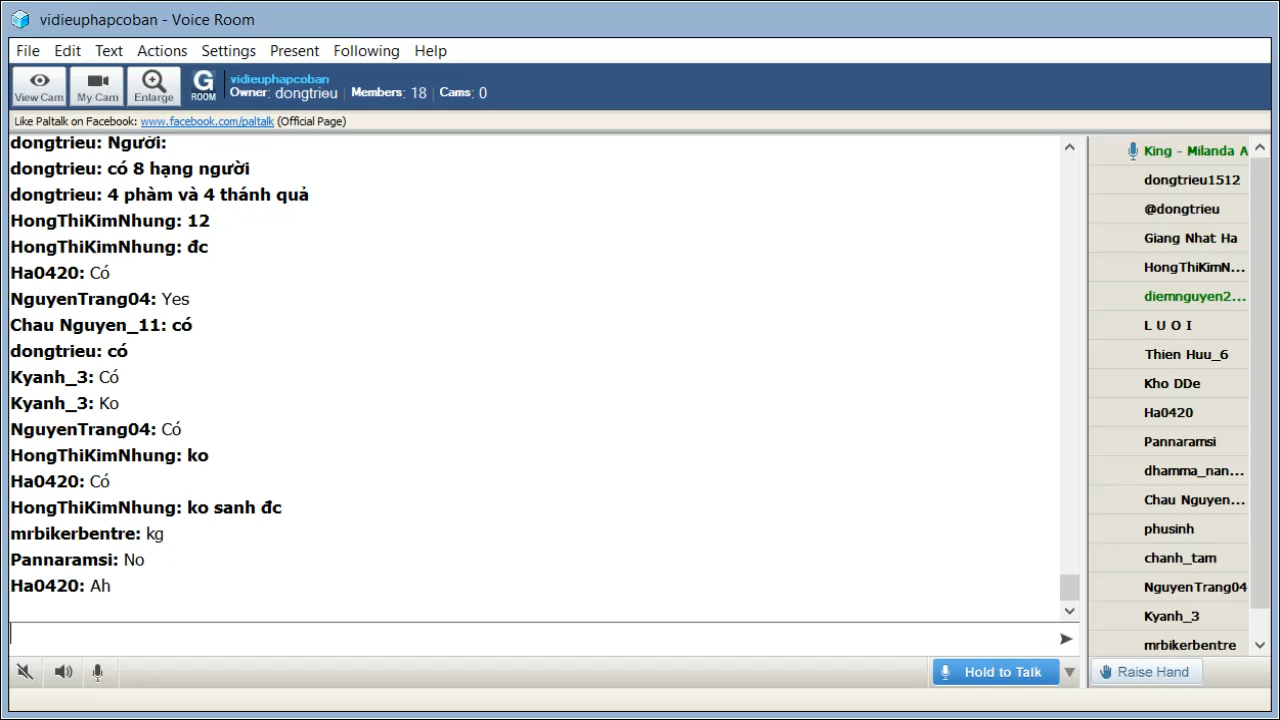 vidieuphapcoban - Voice Room
File Edit Text Actions Settings Present Following Help
View Cam My Cam Enlarge G ROOM
vidieuphapcoban
Owner: dongtrieu Members: 18 Cams: 0
Like Paltalk on Facebook: www.facebook.com/paltalk (Official Page)
dongtrieu: Người:
dongtrieu: có 8 hạng người
dongtrieu: 4 phàm và 4 thánh quả
HongThiKimNhung: 12
HongThiKimNhung: đc
Ha0420: Có
NguyenTrang04: Yes
Chau Nguyen_11: có
dongtrieu: có
Kyanh_3: Có
Kyanh_3: Ko
NguyenTrang04: Có
HongThiKimNhung: ko
Ha0420: Có
HongThiKimNhung: ko sanh đc
mrbikerbentre: kg
Pannaramsi: No
Ha0420: Ah
King - Milanda A
dongtrieu1512
@dongtrieu
Giang Nhat Ha
HongThiKimN...
diemnguyen2...
L U O I
Thien Huu_6
Kho DDe
Ha0420
Pannaramsi
dhamma_nan...
Chau Nguyen...
phusinh
chanh_tam
NguyenTrang04
Kyanh_3
mrbikerbentre
Hold to Talk
Raise Hand